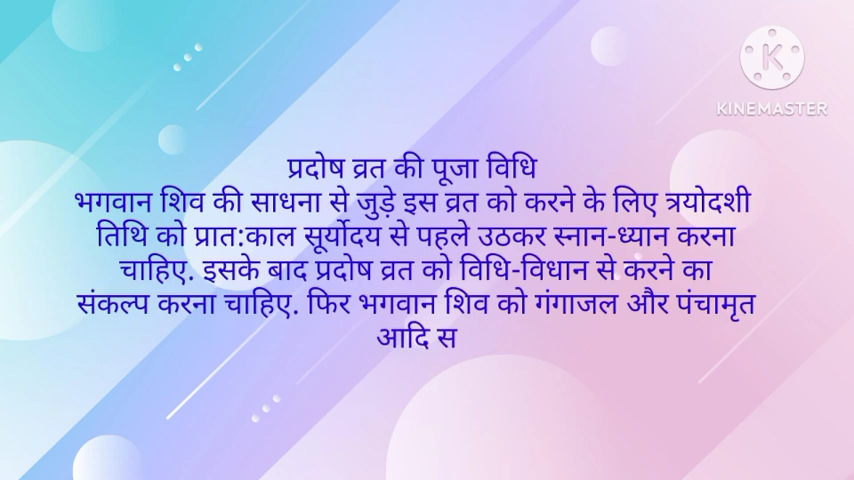 KINEMASTER
प्रदोष व्रत की पूजा विधि
भगवान शिव की साधना से जुड़े इस व्रत को करने के लिए त्रयोदशी
तिथि को प्रात:काल सूर्योदय से पहले उठकर स्नान-ध्यान करना
चाहिए. इसके बाद प्रदोष व्रत को विधि-विधान से करने का
संकल्प करना चाहिए. फिर भगवान शिव को गंगाजल और पंचामृत
आदि स